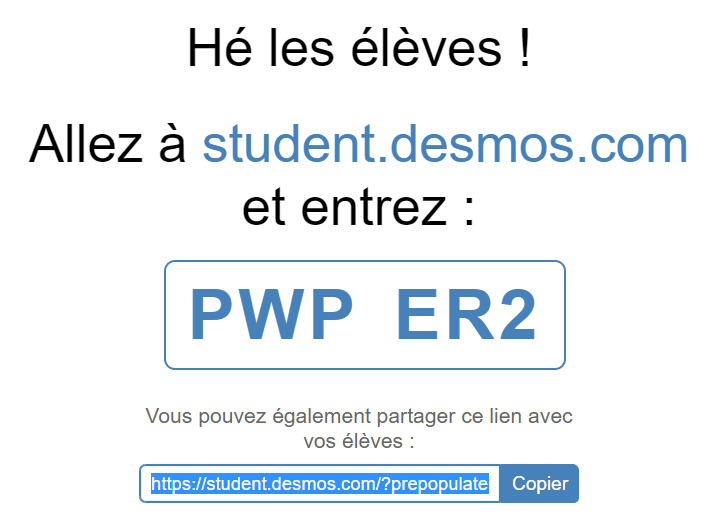 Hé les élèves !
Allez à student.desmos.com
et entrez :
PWP ER2
Vous pouvez également partager ce lien avec
vos élèves :
https://student.desmos.com/?prepopulate Copier